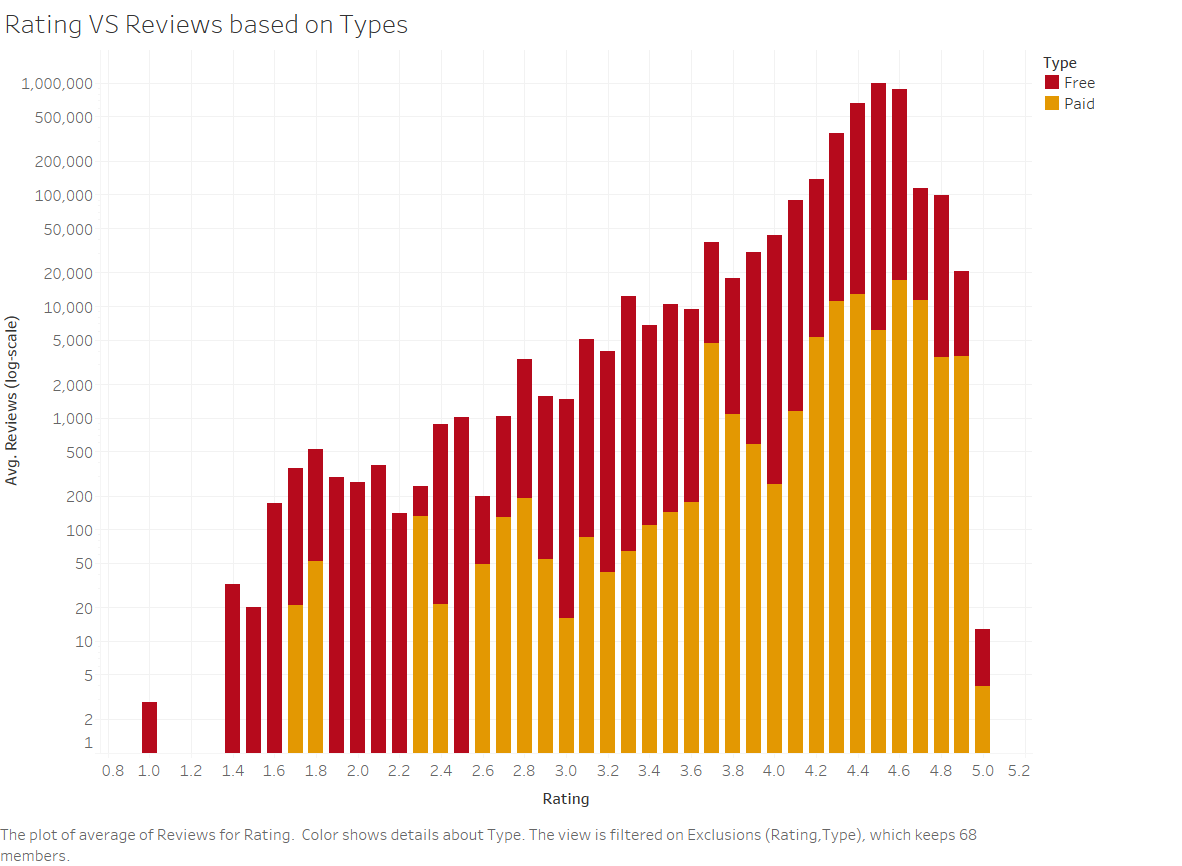 Rating VS Reviews based on Types
Type
Free
Paid
Avg. Reviews (log-scale)
1,000,000
500,000
200,000
100,000
50,000
20,000
10,000
5,000
2,000
1,000
500
200
100
50
20
10
5
2
1
0.8 1.0 1.2 1.4 1.6 1.8 2.0 2.2 2.4 2.6 2.8 3.0 3.2 3.4 3.6 3.8 4.0 4.2 4.4 4.6 4.8 5.0 5.2
Rating
The plot of average of Reviews for Rating. Color shows details about Type. The view is filtered on Exclusions (Rating,Type), which keeps 68
members.